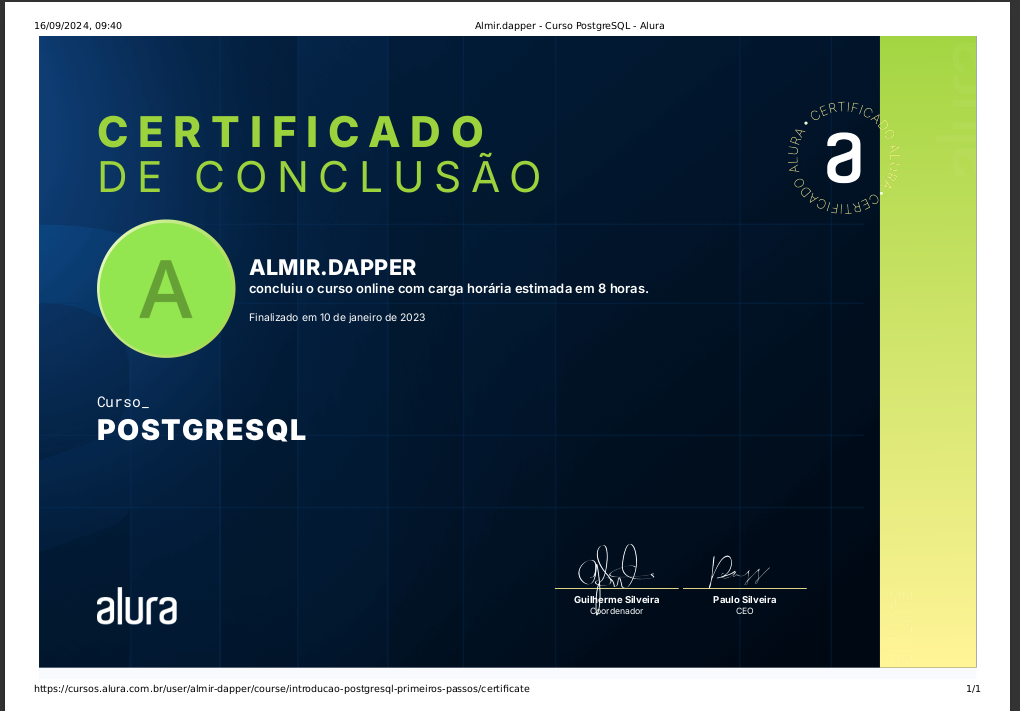 16/09/2024, 09:40
Almir.dapper - Curso PostgreSQL - Alura
CERTIFICADO
DE CONCLUSÃO
• CERTIFICADO ALURA • CERTIFICADO ALURA
a
A
ALMIR.DAPPER
concluiu o curso online com carga horária estimada em 8 horas.
Finalizado em 10 de janeiro de 2023
Curso_
POSTGRESQL
alura
Guilherme Silveira
Coordenador
Paulo Silveira
CEO
https://cursos.alura.com.br/user/almir-dapper/course/introducao-postgresql-primeiros-passos/certificate
1/1